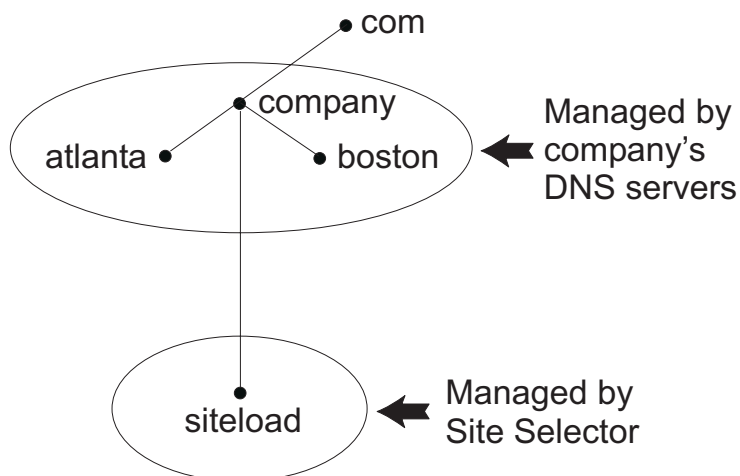 com
company
atlanta
boston
Managed by
company’s
DNS servers
siteload
Managed by
Site Selector